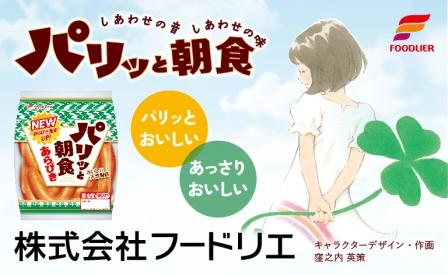 しあわせの音 しあわせの味
パリッと朝食
FOODLIER
NEW
UP!
パリッと
朝食
あらびき
パリッと
おいしい
あっさり
おいしい
株式会社フードリエ
キャラクターデザイン・作画
窪之内 英策